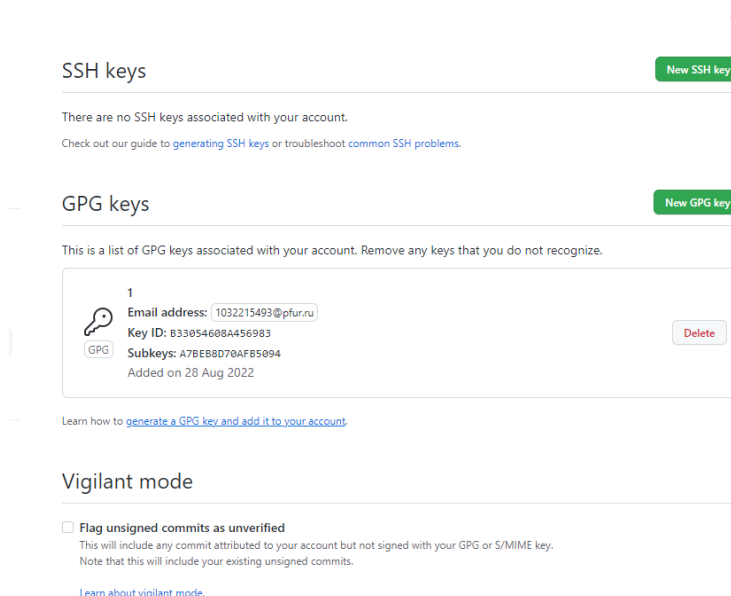 SSH keys
New SSH key
There are no SSH keys associated with your account.
Check out our guide to generating SSH keys or troubleshoot common SSH problems.
GPG keys
New GPG key
This is a list of GPG keys associated with your account. Remove any keys that you do not recognize.
1
Email address: 1032215493@pfur.ru
Key ID: B33054608A456983
Subkeys: A7BEB8D70AFB5094
Added on 28 Aug 2022
GPG
Delete
Learn how to generate a GPG key and add it to your account.
Vigilant mode
Flag unsigned commits as unverified
This will include any commit attributed to your account but not signed with your GPG or S/MIME key.
Note that this will include your existing unsigned commits.
Learn about vigilant mode.